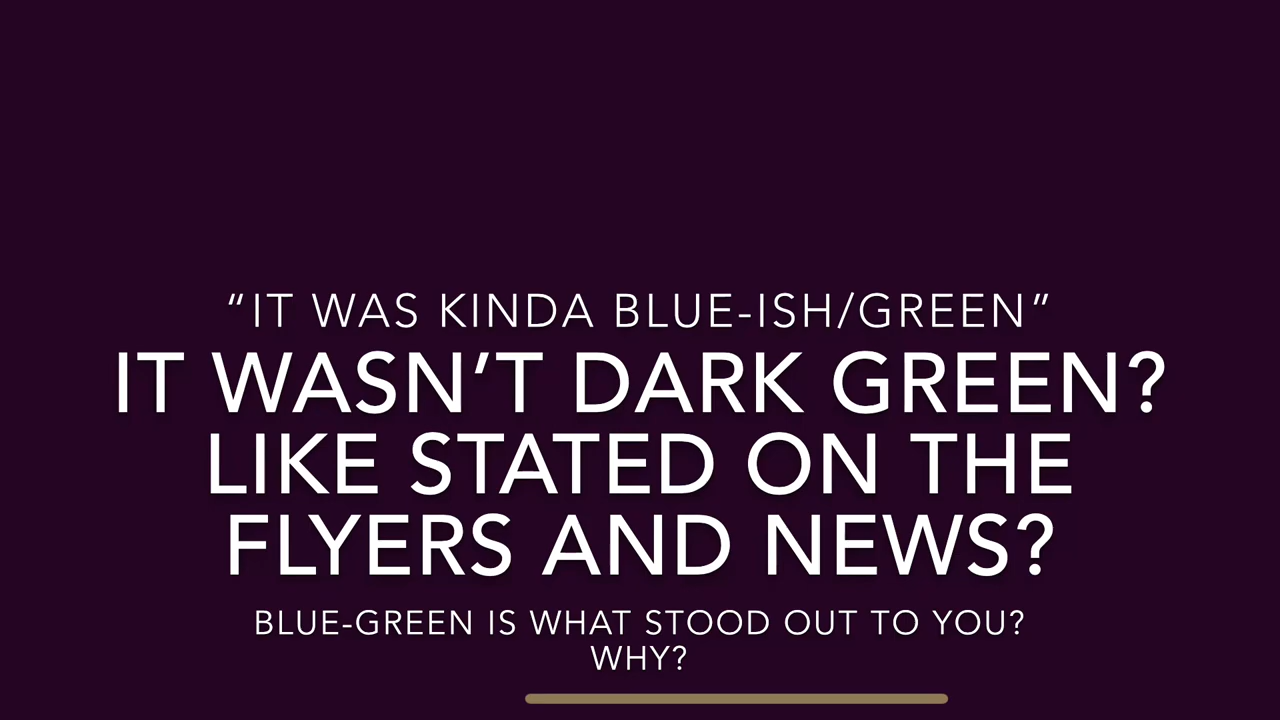 “IT WAS KINDA BLUE-ISH/GREEN”
IT WASN’T DARK GREEN?
LIKE STATED ON THE
FLYERS AND NEWS?
BLUE-GREEN IS WHAT STOOD OUT TO YOU?
WHY?